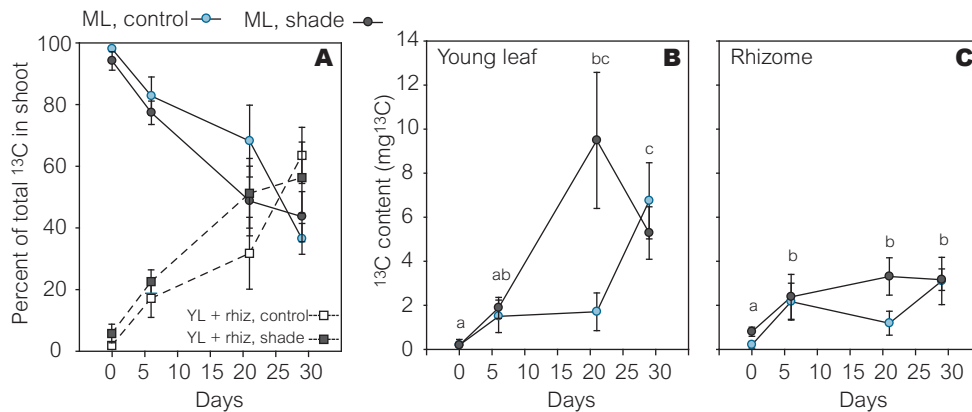 ML, control ML, shade
A
Percent of total ¹³C in shoot
100
80
60
40
20
0
YL + rhiz, control
YL + rhiz, shade
0 5 10 15 20 25 30
Days
Young leaf B
¹³C content (mg¹³C)
14
12
10
8
6
4
2
0
a
ab
bc
c
0 5 10 15 20 25 30
Days
Rhizome C
a
b
b
b
0 5 10 15 20 25 30
Days